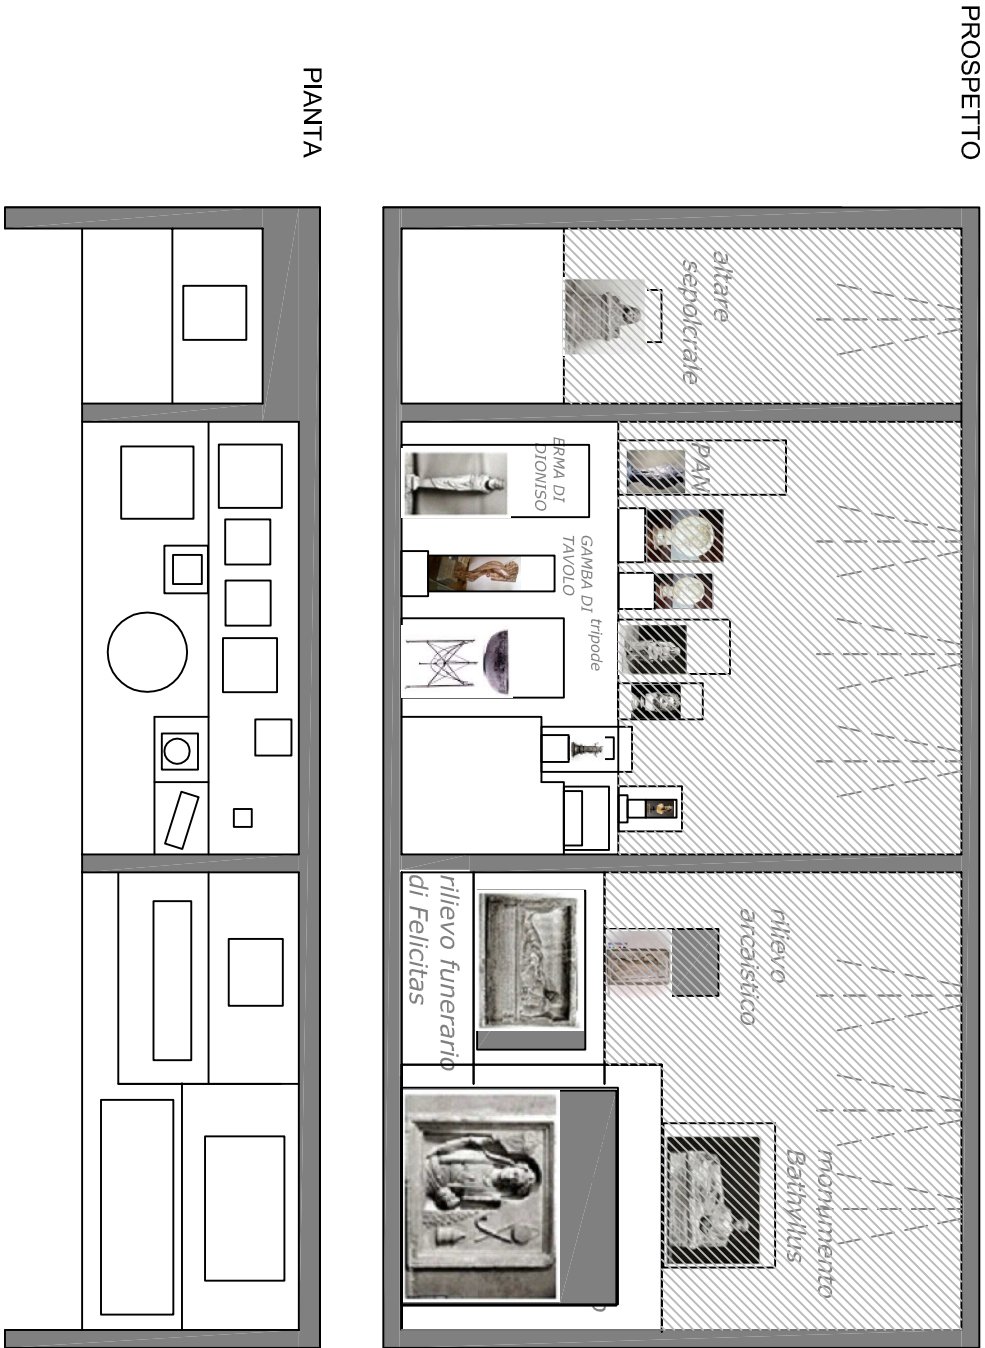 PROSPETTO
altare
sepolcrale
PAN
ERMA DI
DIONISO
GAMBA DI
TAVOLO
tripode
rilievo
arcaistico
rilievo funerario
di Felicitas
monumento
Bathyllus
PIANTA